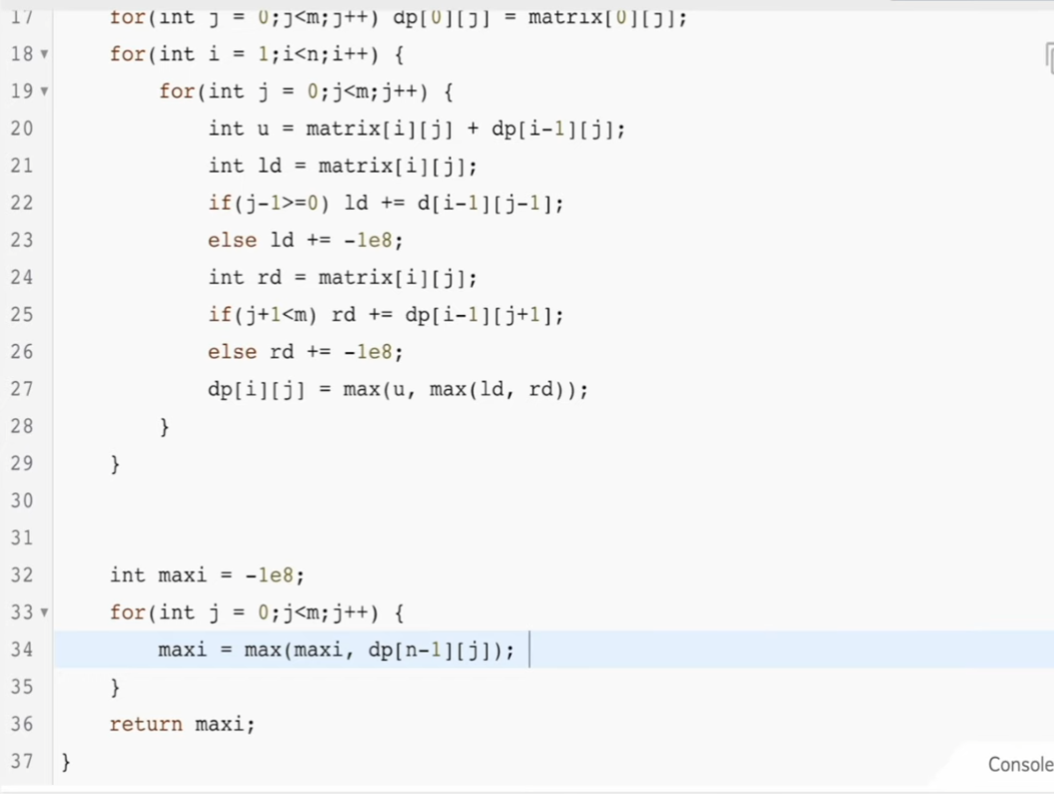 17 for(int j = 0;j<m;j++) dp[0][j] = matrix[0][j];
18 for(int i = 1;i<n;i++) {
19 for(int j = 0;j<m;j++) {
20 int u = matrix[i][j] + dp[i-1][j];
21 int ld = matrix[i][j];
22 if(j-1>=0) ld += d[i-1][j-1];
23 else ld += -1e8;
24 int rd = matrix[i][j];
25 if(j+1<m) rd += dp[i-1][j+1];
26 else rd += -1e8;
27 dp[i][j] = max(u, max(ld, rd));
28 }
29 }
30
31
32 int maxi = -1e8;
33 for(int j = 0;j<m;j++) {
34 maxi = max(maxi, dp[n-1][j]);
35 }
36 return maxi;
37 }
Console